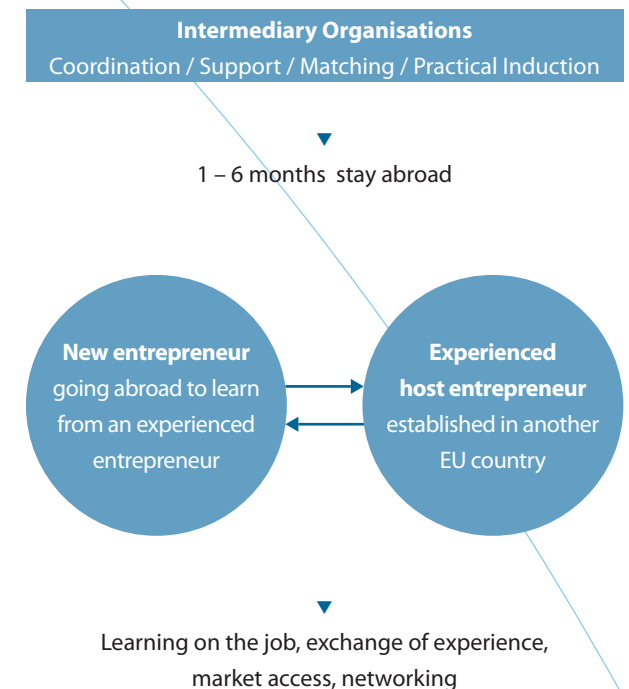 Intermediary Organisations
Coordination / Support / Matching / Practical Induction
1 – 6 months stay abroad
New entrepreneur
going abroad to learn
from an experienced
entrepreneur
Experienced
host entrepreneur
established in another
EU country
Learning on the job, exchange of experience,
market access, networking